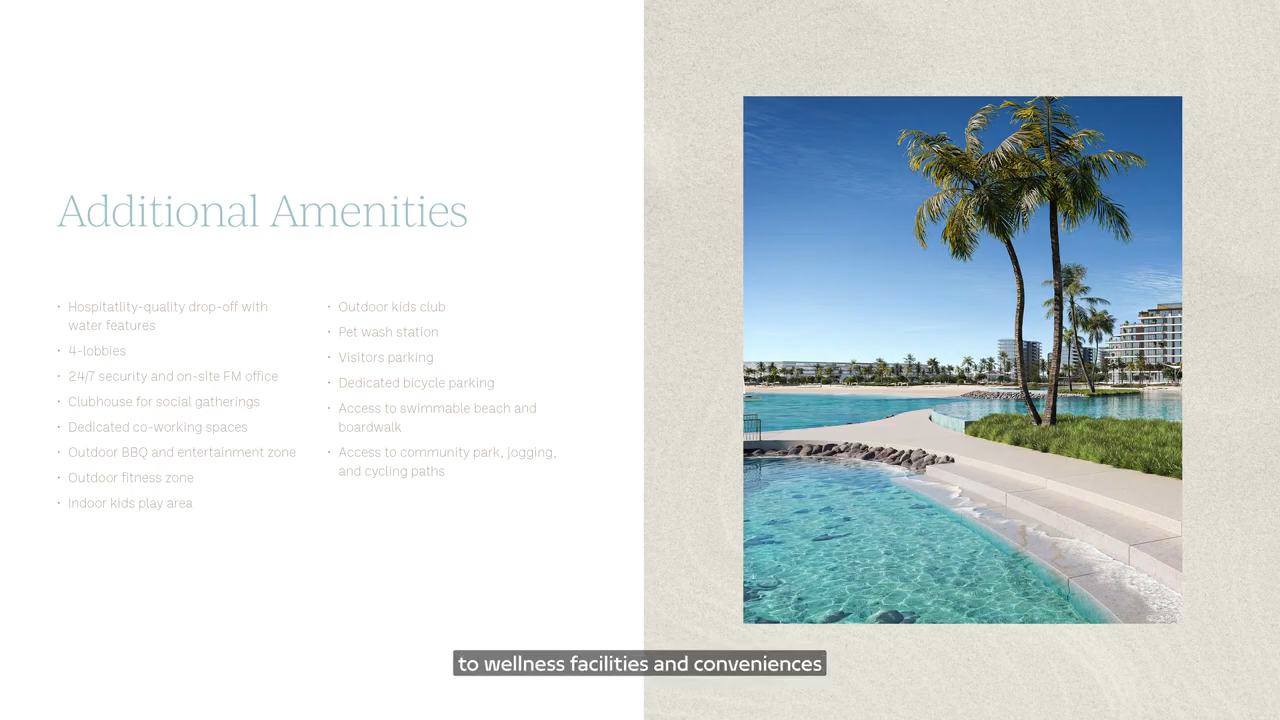 Additional Amenities
• Hospitatlity-quality drop-off with
water features
• 4-lobbies
• 24/7 security and on-site FM office
• Clubhouse for social gatherings
• Dedicated co-working spaces
• Outdoor BBQ and entertainment zone
• Outdoor fitness zone
• Indoor kids play area
• Outdoor kids club
• Pet wash station
• Visitors parking
• Dedicated bicycle parking
• Access to swimmable beach and
boardwalk
• Access to community park, jogging,
and cycling paths
to wellness facilities and conveniences